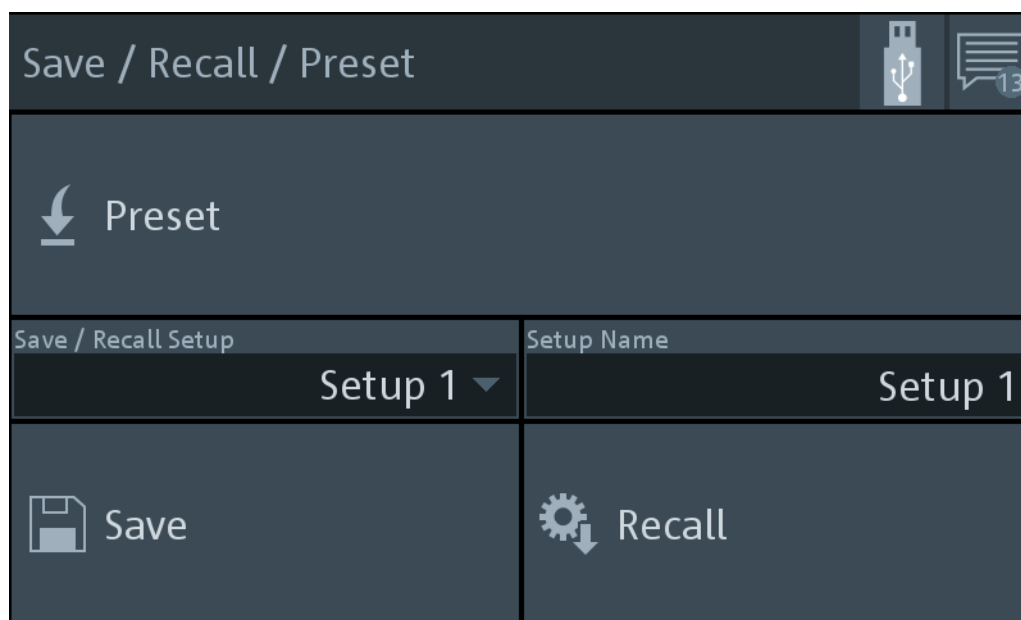 Save / Recall / Preset
13
Preset
Save / Recall Setup
Setup Name
Setup 1
Setup 1
Save
Recall